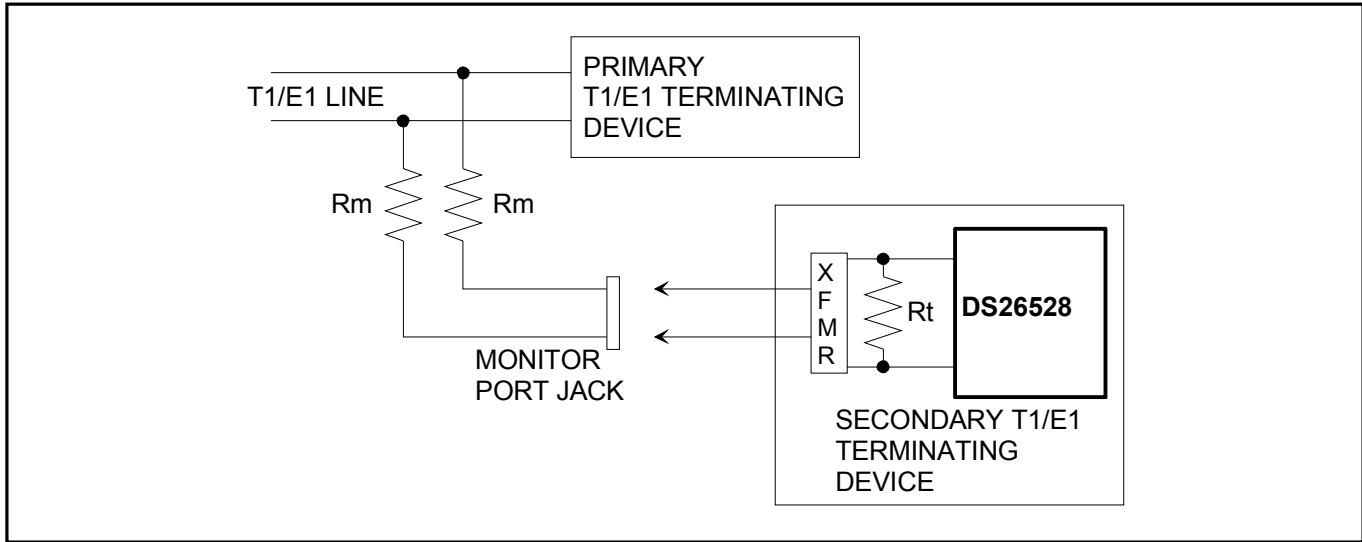 PRIMARY
T1/E1 TERMINATING
DEVICE
T1/E1 LINE
Rm
Rm
MONITOR
PORT JACK
X
F
M
R
Rt
DS26528
SECONDARY T1/E1
TERMINATING
DEVICE